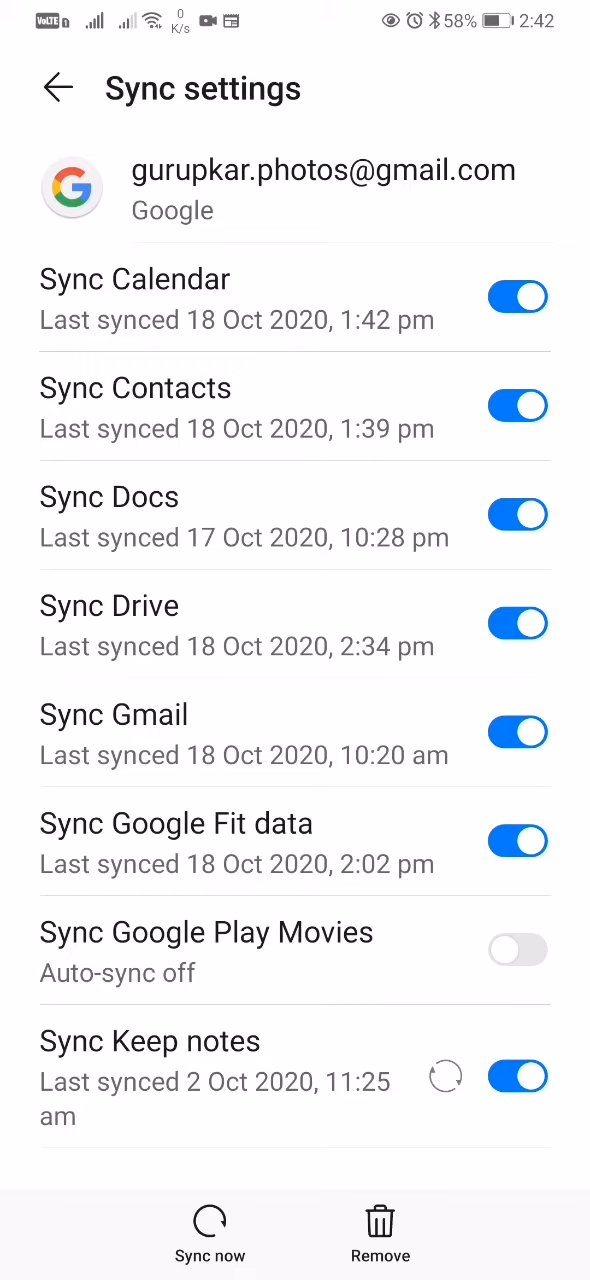 VoLTE 0 K/s 58% 2:42
Sync settings
gurupkar.photos@gmail.com
Google
Sync Calendar
Last synced 18 Oct 2020, 1:42 pm
Sync Contacts
Last synced 18 Oct 2020, 1:39 pm
Sync Docs
Last synced 17 Oct 2020, 10:28 pm
Sync Drive
Last synced 18 Oct 2020, 2:34 pm
Sync Gmail
Last synced 18 Oct 2020, 10:20 am
Sync Google Fit data
Last synced 18 Oct 2020, 2:02 pm
Sync Google Play Movies
Auto-sync off
Sync Keep notes
Last synced 2 Oct 2020, 11:25
am
Sync now Remove